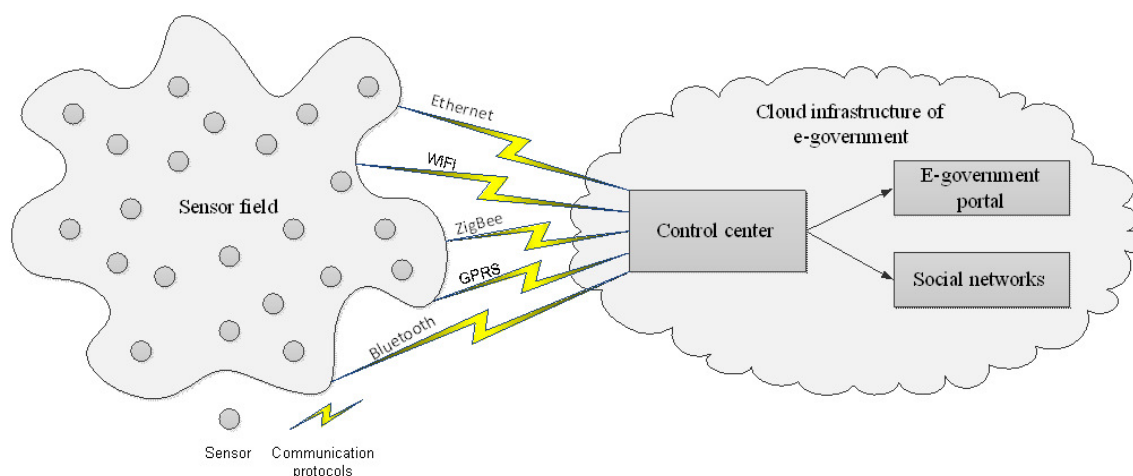 Ethernet
WIFI
ZigBee
GPRS
Bluetooth
Sensor field
Cloud infrastructure of
e-government
Control center
E-government
portal
Social networks
Sensor
Communication
protocols